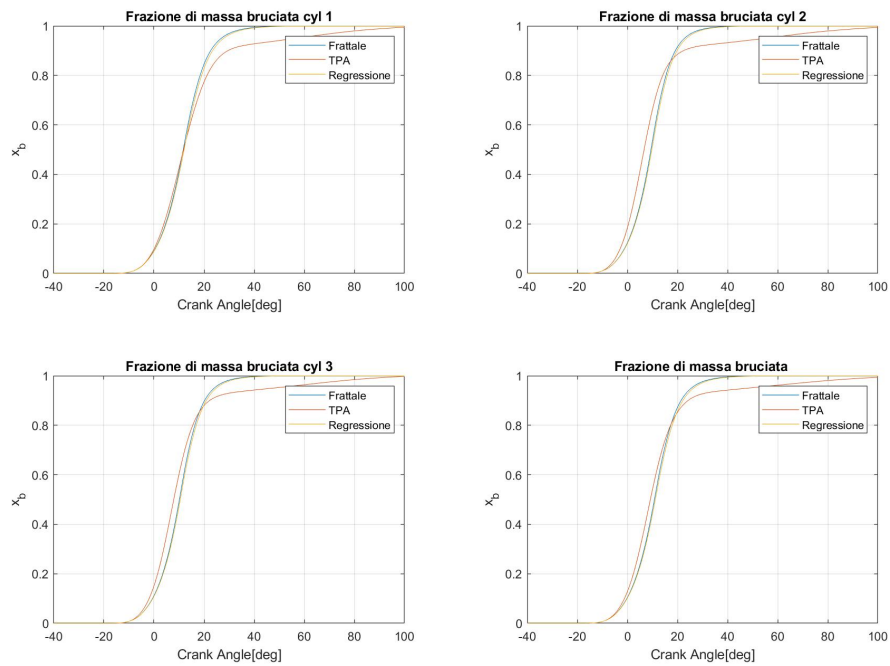 Frazione di massa bruciata cyl 1
1
0.8
0.6
0.4
0.2
0
x_b
-40 -20 0 20 40 60 80 100
Crank Angle[deg]
Frattale
TPA
Regressione
Frazione di massa bruciata cyl 2
1
0.8
0.6
0.4
0.2
0
x_b
-40 -20 0 20 40 60 80 100
Crank Angle[deg]
Frattale
TPA
Regressione
Frazione di massa bruciata cyl 3
1
0.8
0.6
0.4
0.2
0
x_b
-40 -20 0 20 40 60 80 100
Crank Angle[deg]
Frattale
TPA
Regressione
Frazione di massa bruciata
1
0.8
0.6
0.4
0.2
0
x_b
-40 -20 0 20 40 60 80 100
Crank Angle[deg]
Frattale
TPA
Regressione